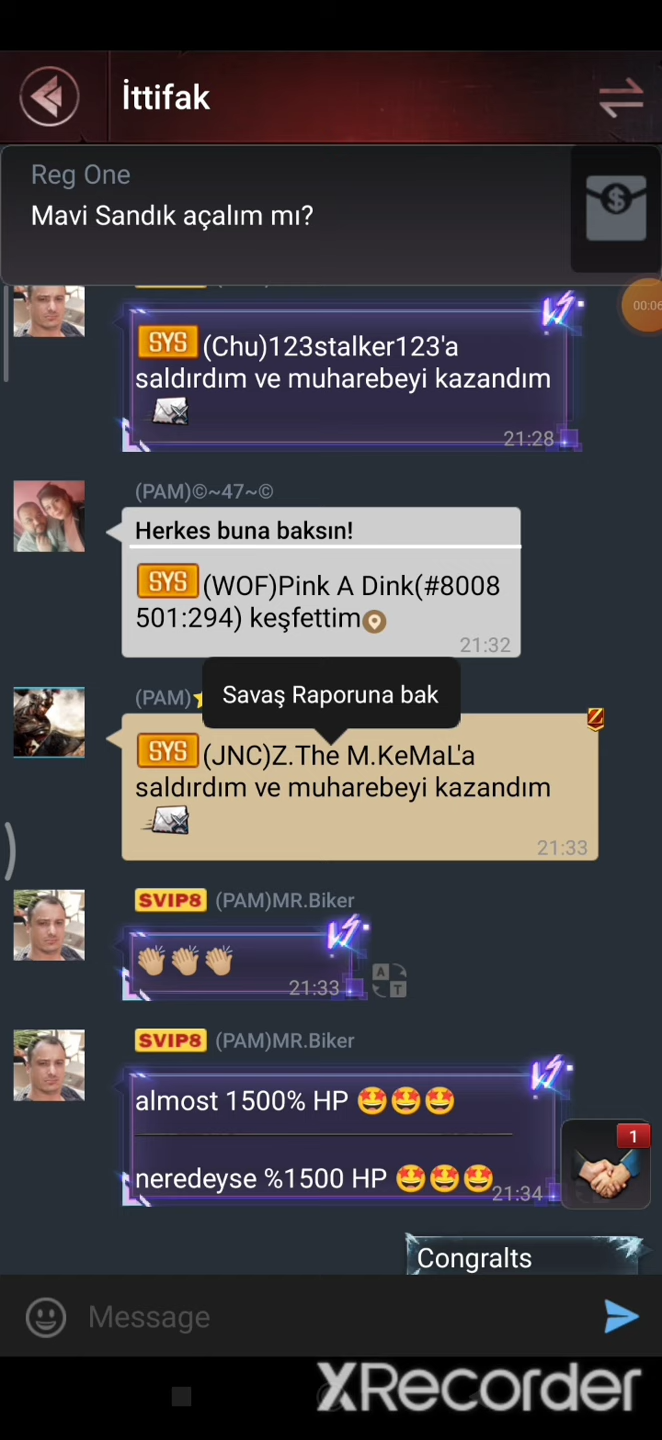 İttifak
Reg One
Mavi Sandık açalım mı?
00:06
SYS (Chu)123stalker123'a
saldırdım ve muharebeyi kazandım
21:28
(PAM)©~47~©
Herkes buna baksın!
SYS (WOF)Pink A Dink(#8008
501:294) keşfettim
21:32
(PAM)
Savaş Raporuna bak
SYS (JNC)Z.The M.KeMaL'a
saldırdım ve muharebeyi kazandım
21:33
SVIP8 (PAM)MR.Biker
👏🏼👏🏼👏🏼
21:33
SVIP8 (PAM)MR.Biker
almost 1500% HP 🤩🤩🤩
neredeyse %1500 HP 🤩🤩🤩
21:34
1
Congralts
Message
XRecorder